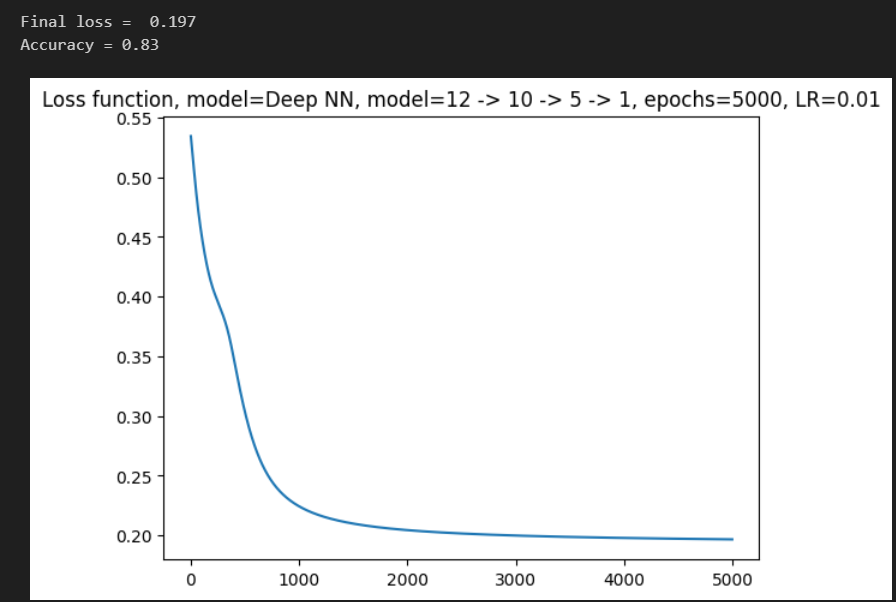 Final loss =  0.197
Accuracy = 0.83
Loss function, model=Deep NN, model=12 -> 10 -> 5 -> 1, epochs=5000, LR=0.01
0.55
0.50
0.45
0.40
0.35
0.30
0.25
0.20
0 1000 2000 3000 4000 5000